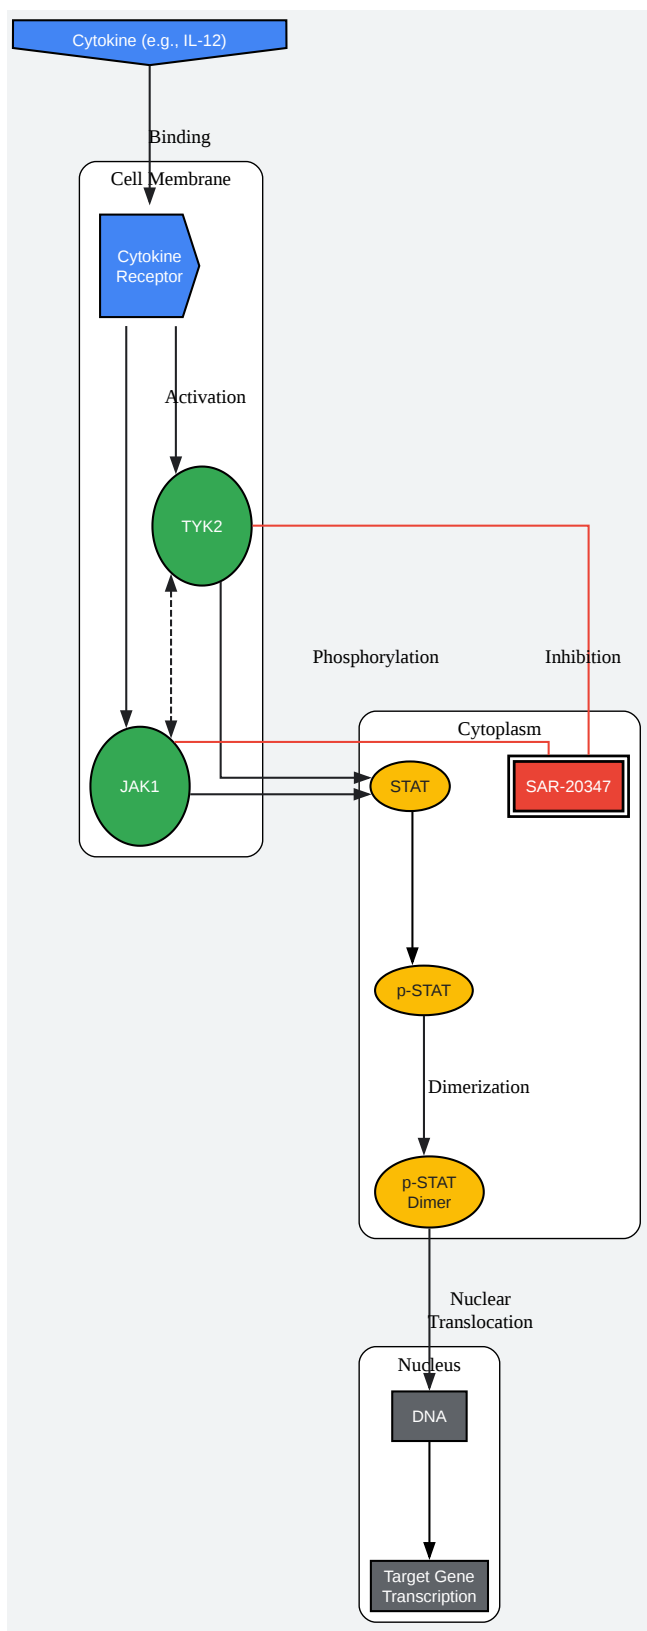 Cytokine (e.g., IL-12)
Binding
Cell Membrane
Cytokine
Receptor
Activation
TYK2
Phosphorylation
Inhibition
Cytoplasm
JAK1
STAT
SAR-20347
p-STAT
Dimerization
p-STAT
Dimer
Nuclear
Translocation
Nucleus
DNA
Target Gene
Transcription